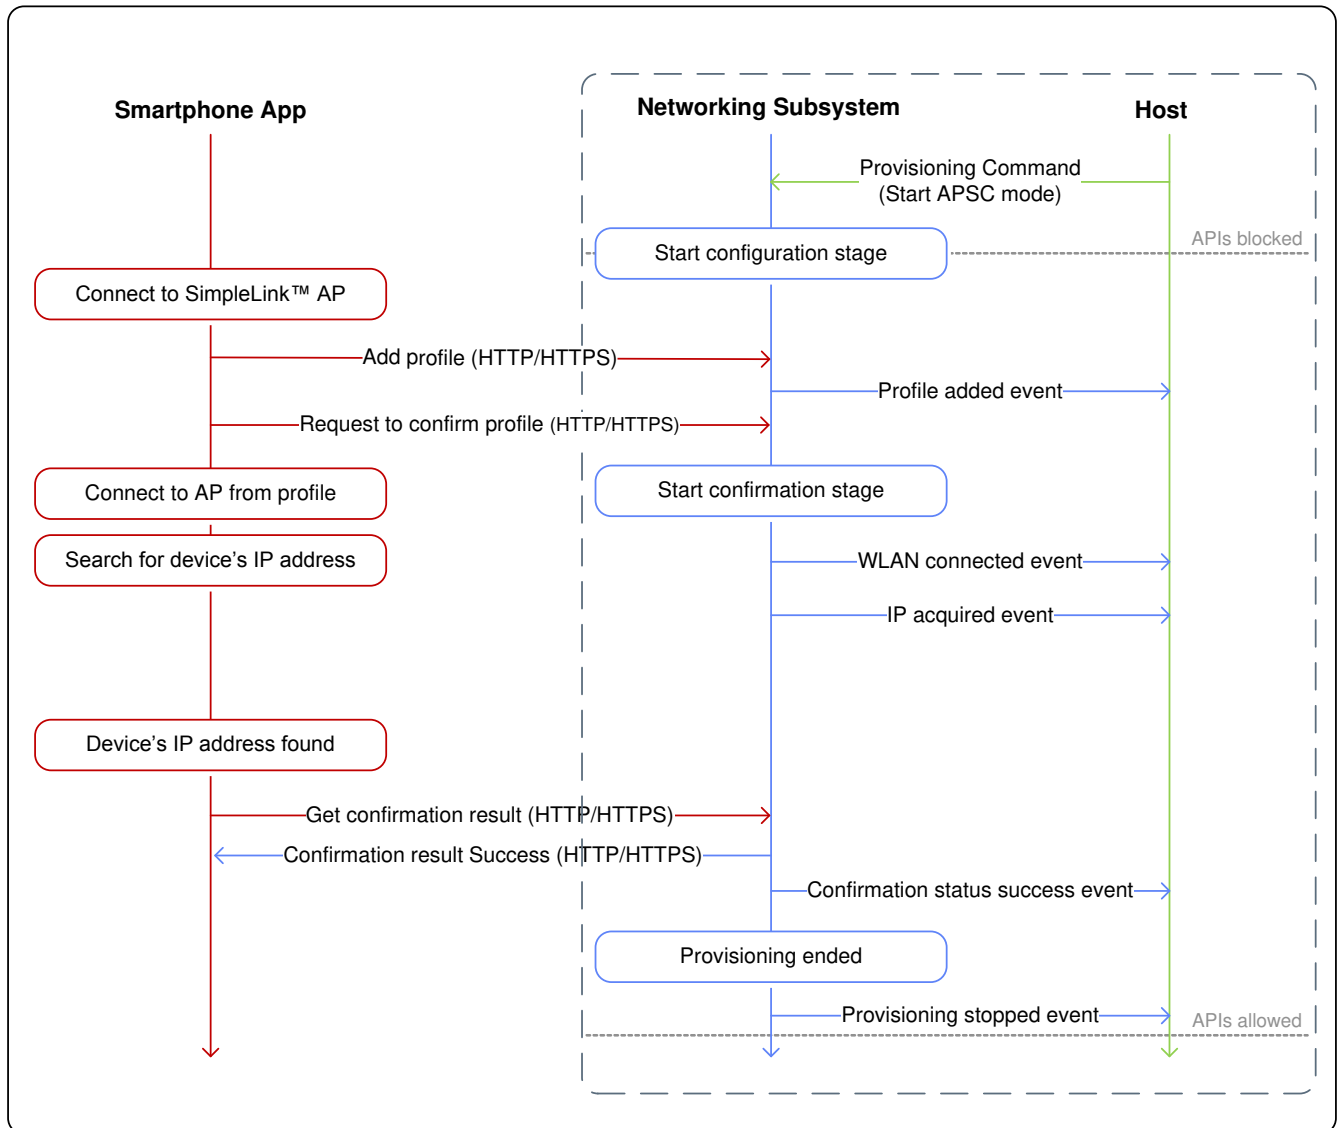 Smartphone App
Networking Subsystem
Host
Provisioning Command
(Start APSC mode)
APIs blocked
Start configuration stage
Connect to SimpleLink™ AP
Add profile (HTTP/HTTPS)
Profile added event
Request to confirm profile (HTTP/HTTPS)
Connect to AP from profile
Start confirmation stage
Search for device’s IP address
WLAN connected event
IP acquired event
Device’s IP address found
Get confirmation result (HTTP/HTTPS)
Confirmation result Success (HTTP/HTTPS)
Confirmation status success event
Provisioning ended
Provisioning stopped event
APIs allowed